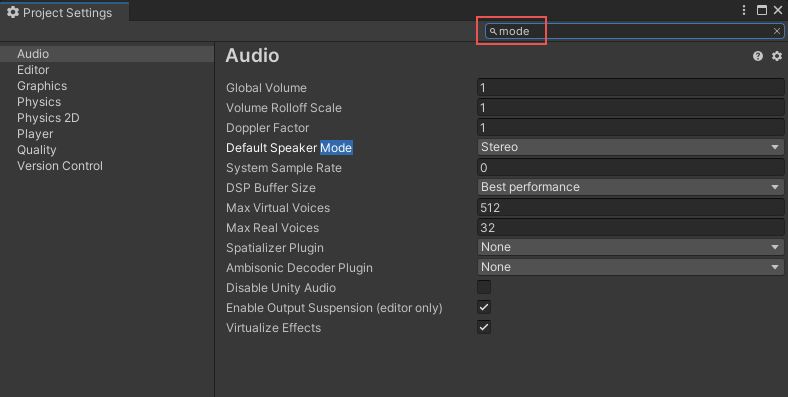 Project Settings
mode
Audio
Editor
Graphics
Physics
Physics 2D
Player
Quality
Version Control
Audio
Global Volume 1
Volume Rolloff Scale 1
Doppler Factor 1
Default Speaker Mode Stereo
System Sample Rate 0
DSP Buffer Size Best performance
Max Virtual Voices 512
Max Real Voices 32
Spatializer Plugin None
Ambisonic Decoder Plugin None
Disable Unity Audio
Enable Output Suspension (editor only)
Virtualize Effects